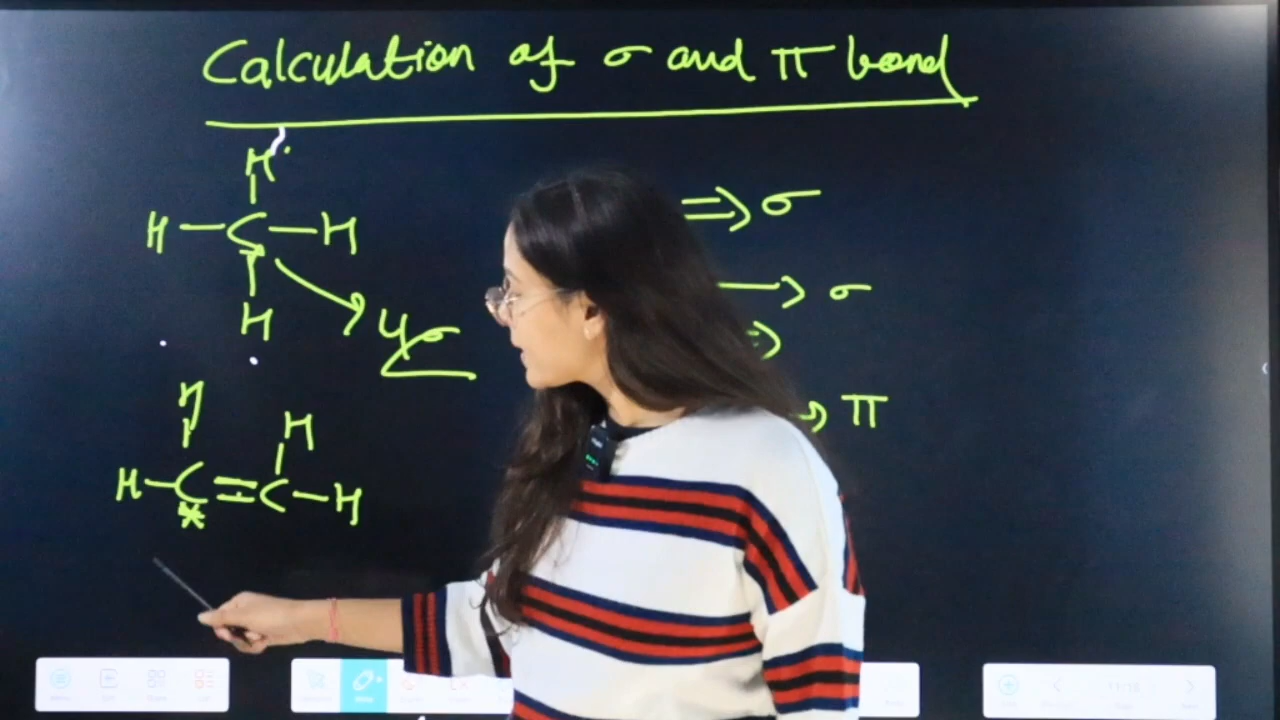 Calculation of σ and π bond
H
H—C—H
H
4σ
⇒ σ
→ σ
→ π
H
H
H—C=C—H
*